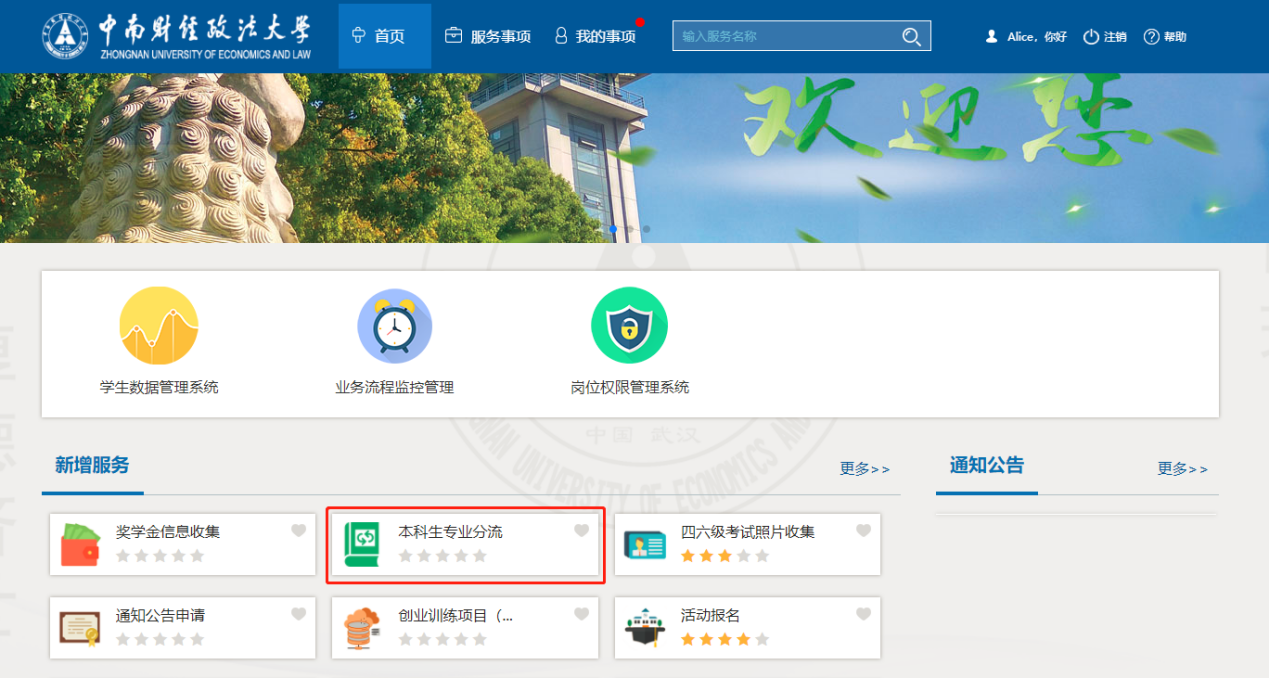 中南财经政法大学
ZHONGNAN UNIVERSITY OF ECONOMICS AND LAW
首页
服务事项
我的事项
输入服务名称
Alice，你好
注销
帮助
欢迎您
学生数据管理系统
业务流程监控管理
岗位权限管理系统
中国 武汉
新增服务
更多>>
通知公告
更多>>
奖学金信息收集
本科生专业分流
四六级考试照片收集
通知公告申请
创业训练项目（...
活动报名